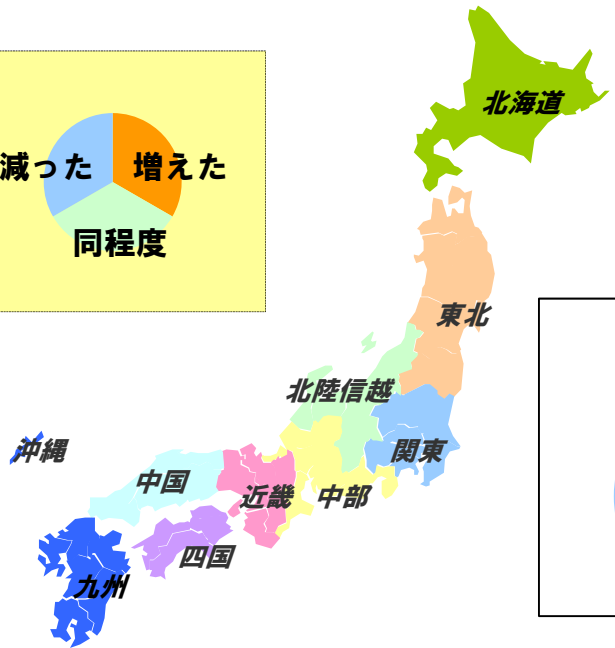 北海道
減った
増えた
同程度
東北
北陸信越
関東
沖縄
中国
近畿
中部
四国
九州